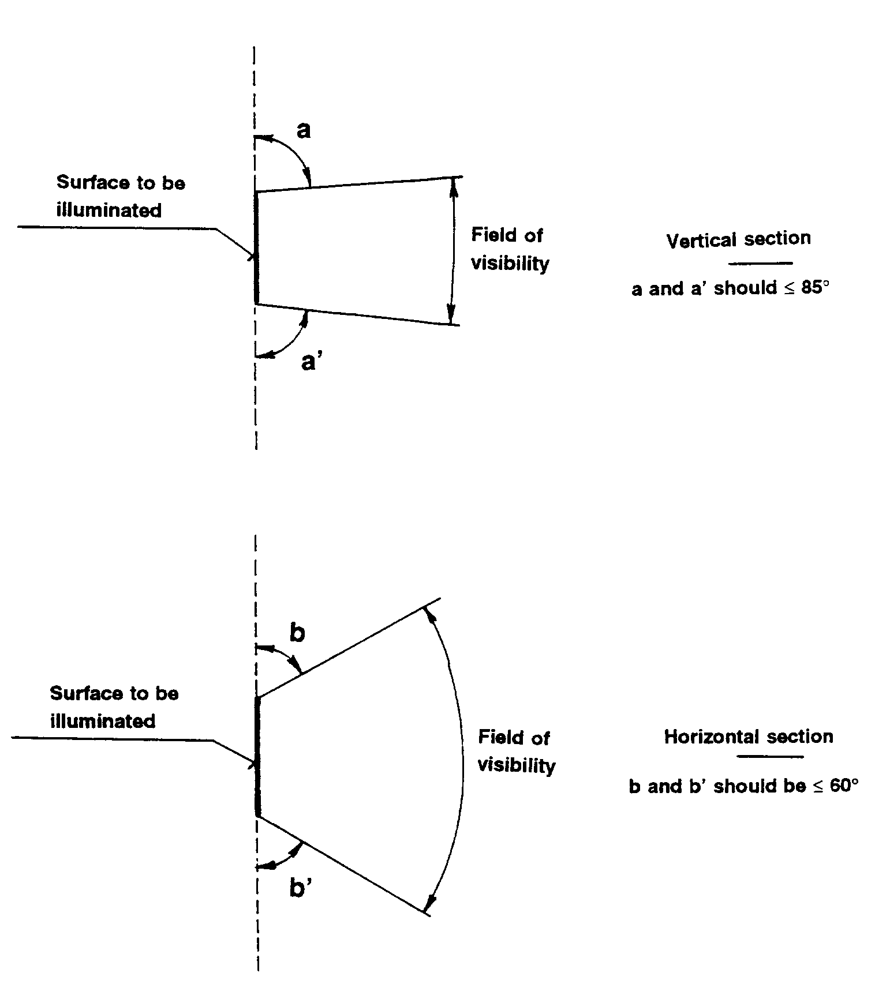 a
Surface to be
illuminated
Field of
visibility
Vertical section
a and a' should ≤ 85°
a'
b
Surface to be
illuminated
Field of
visibility
Horizontal section
b and b' should be ≤ 60°
b'